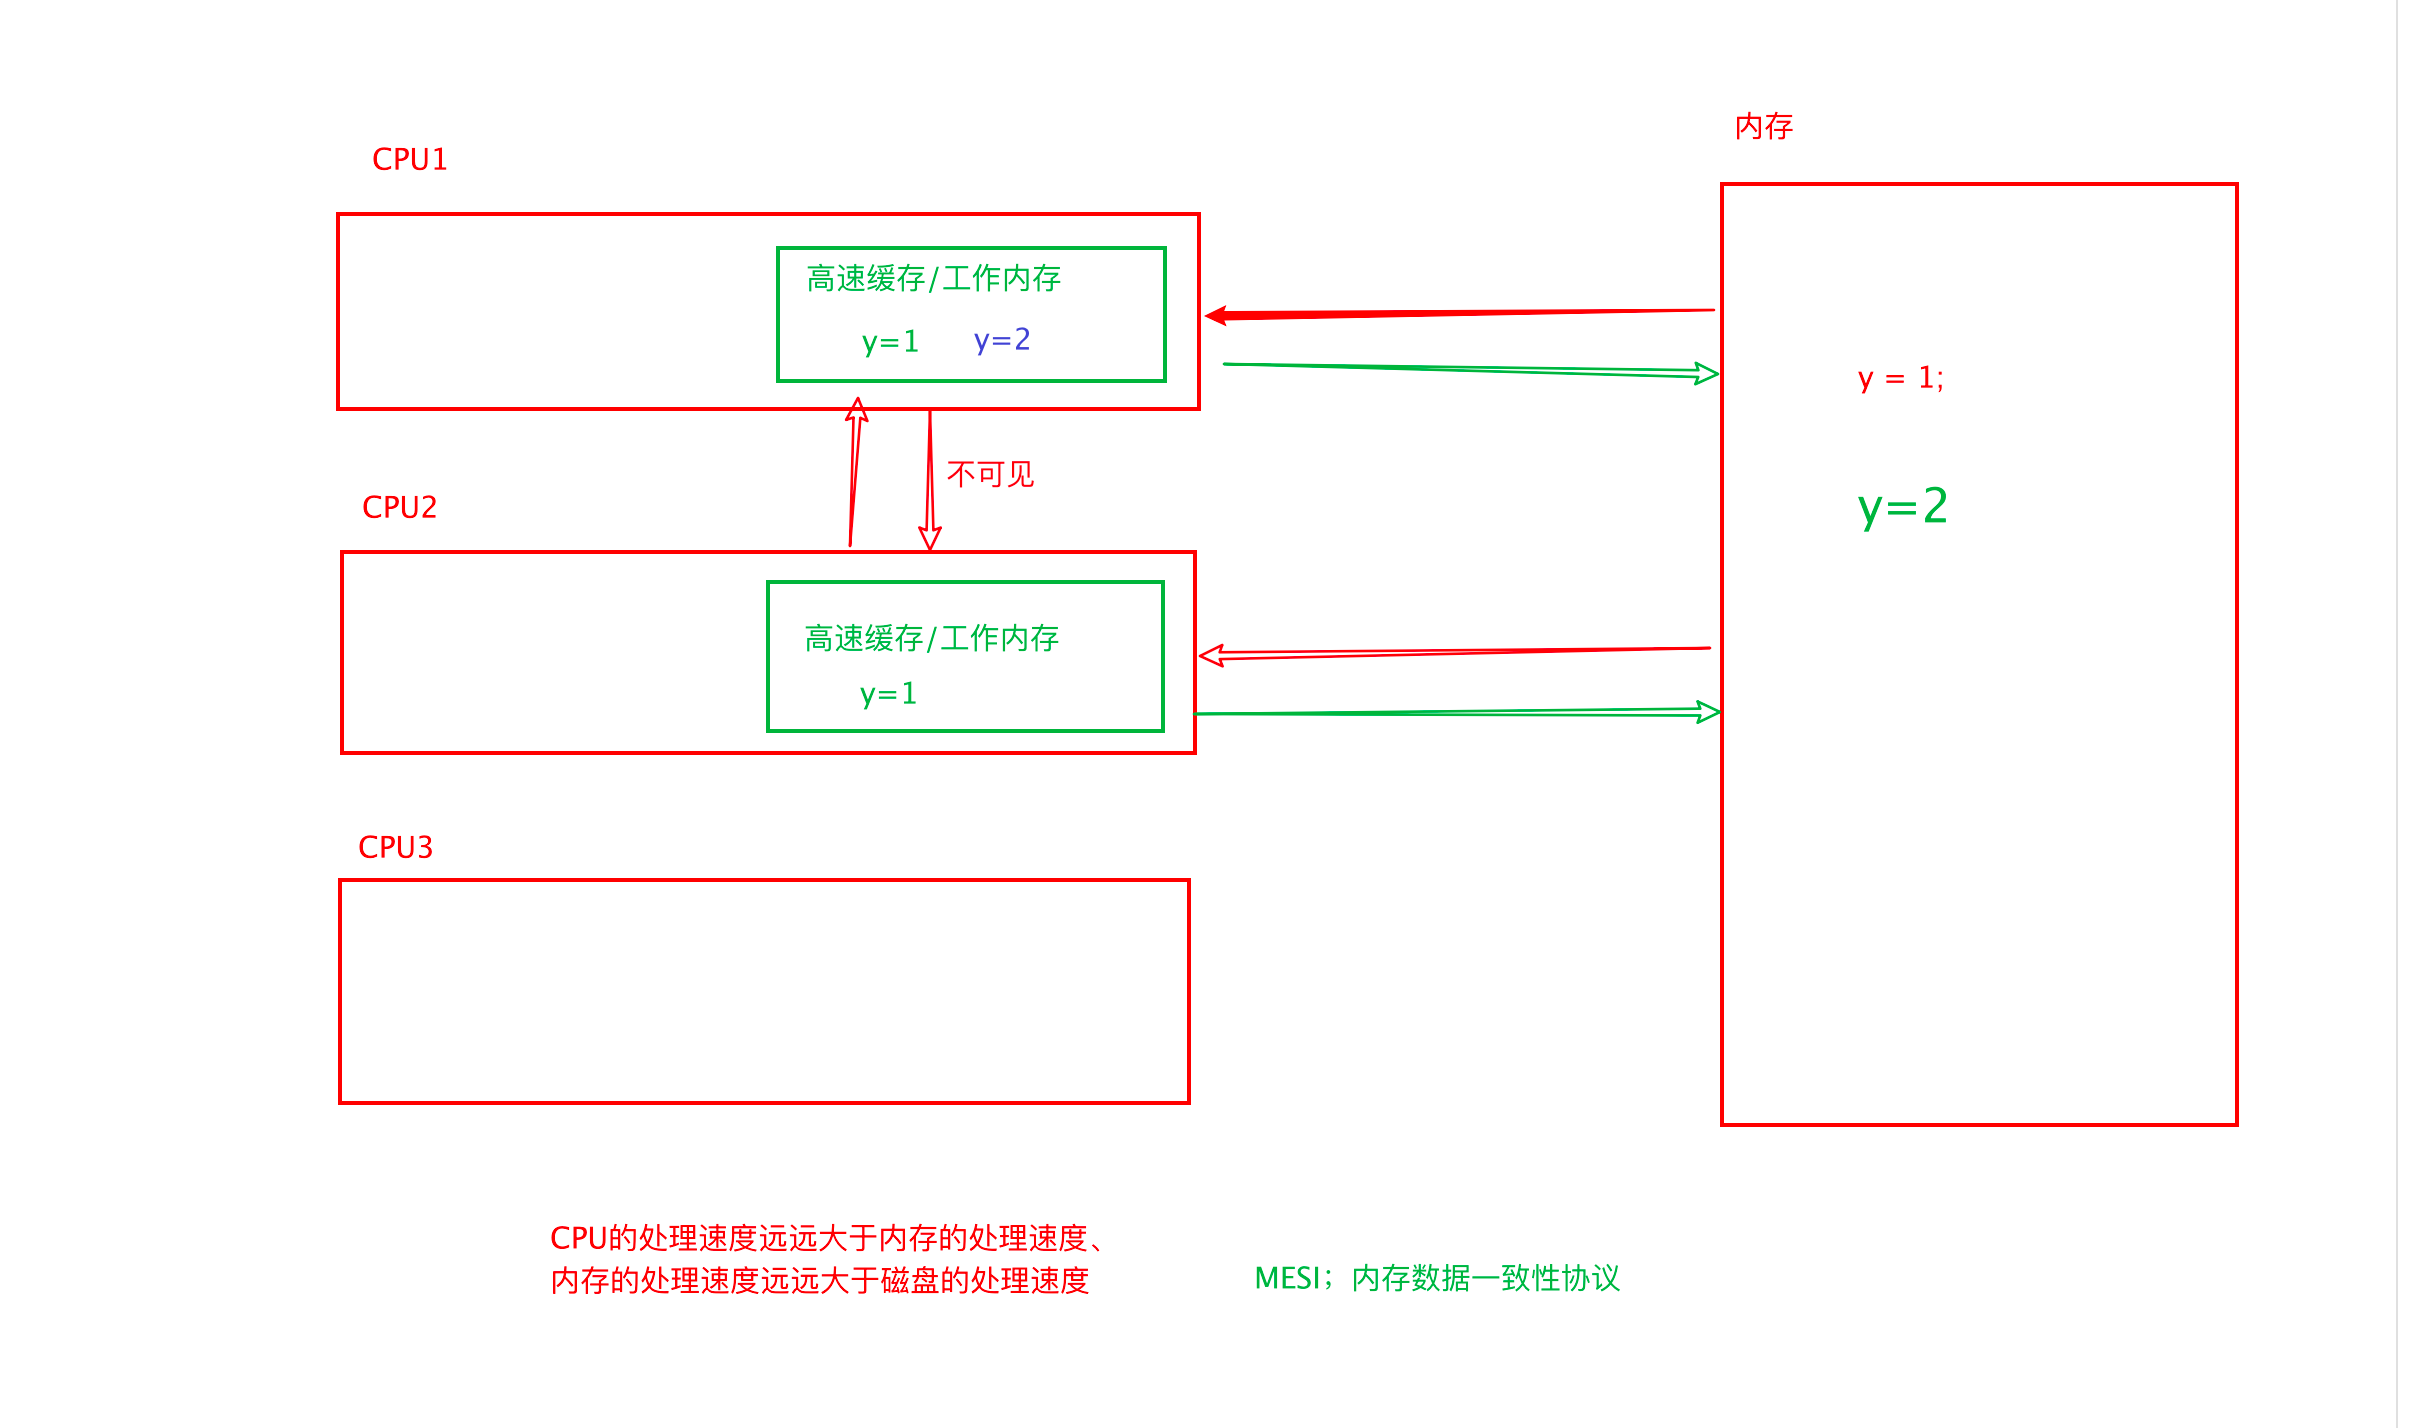 内存
CPU1
高速缓存/工作内存
y=1 y=2
y = 1;
不可见
CPU2
y=2
高速缓存/工作内存
y=1
CPU3
CPU的处理速度远远大于内存的处理速度、
内存的处理速度远远大于磁盘的处理速度
MESI；内存数据一致性协议